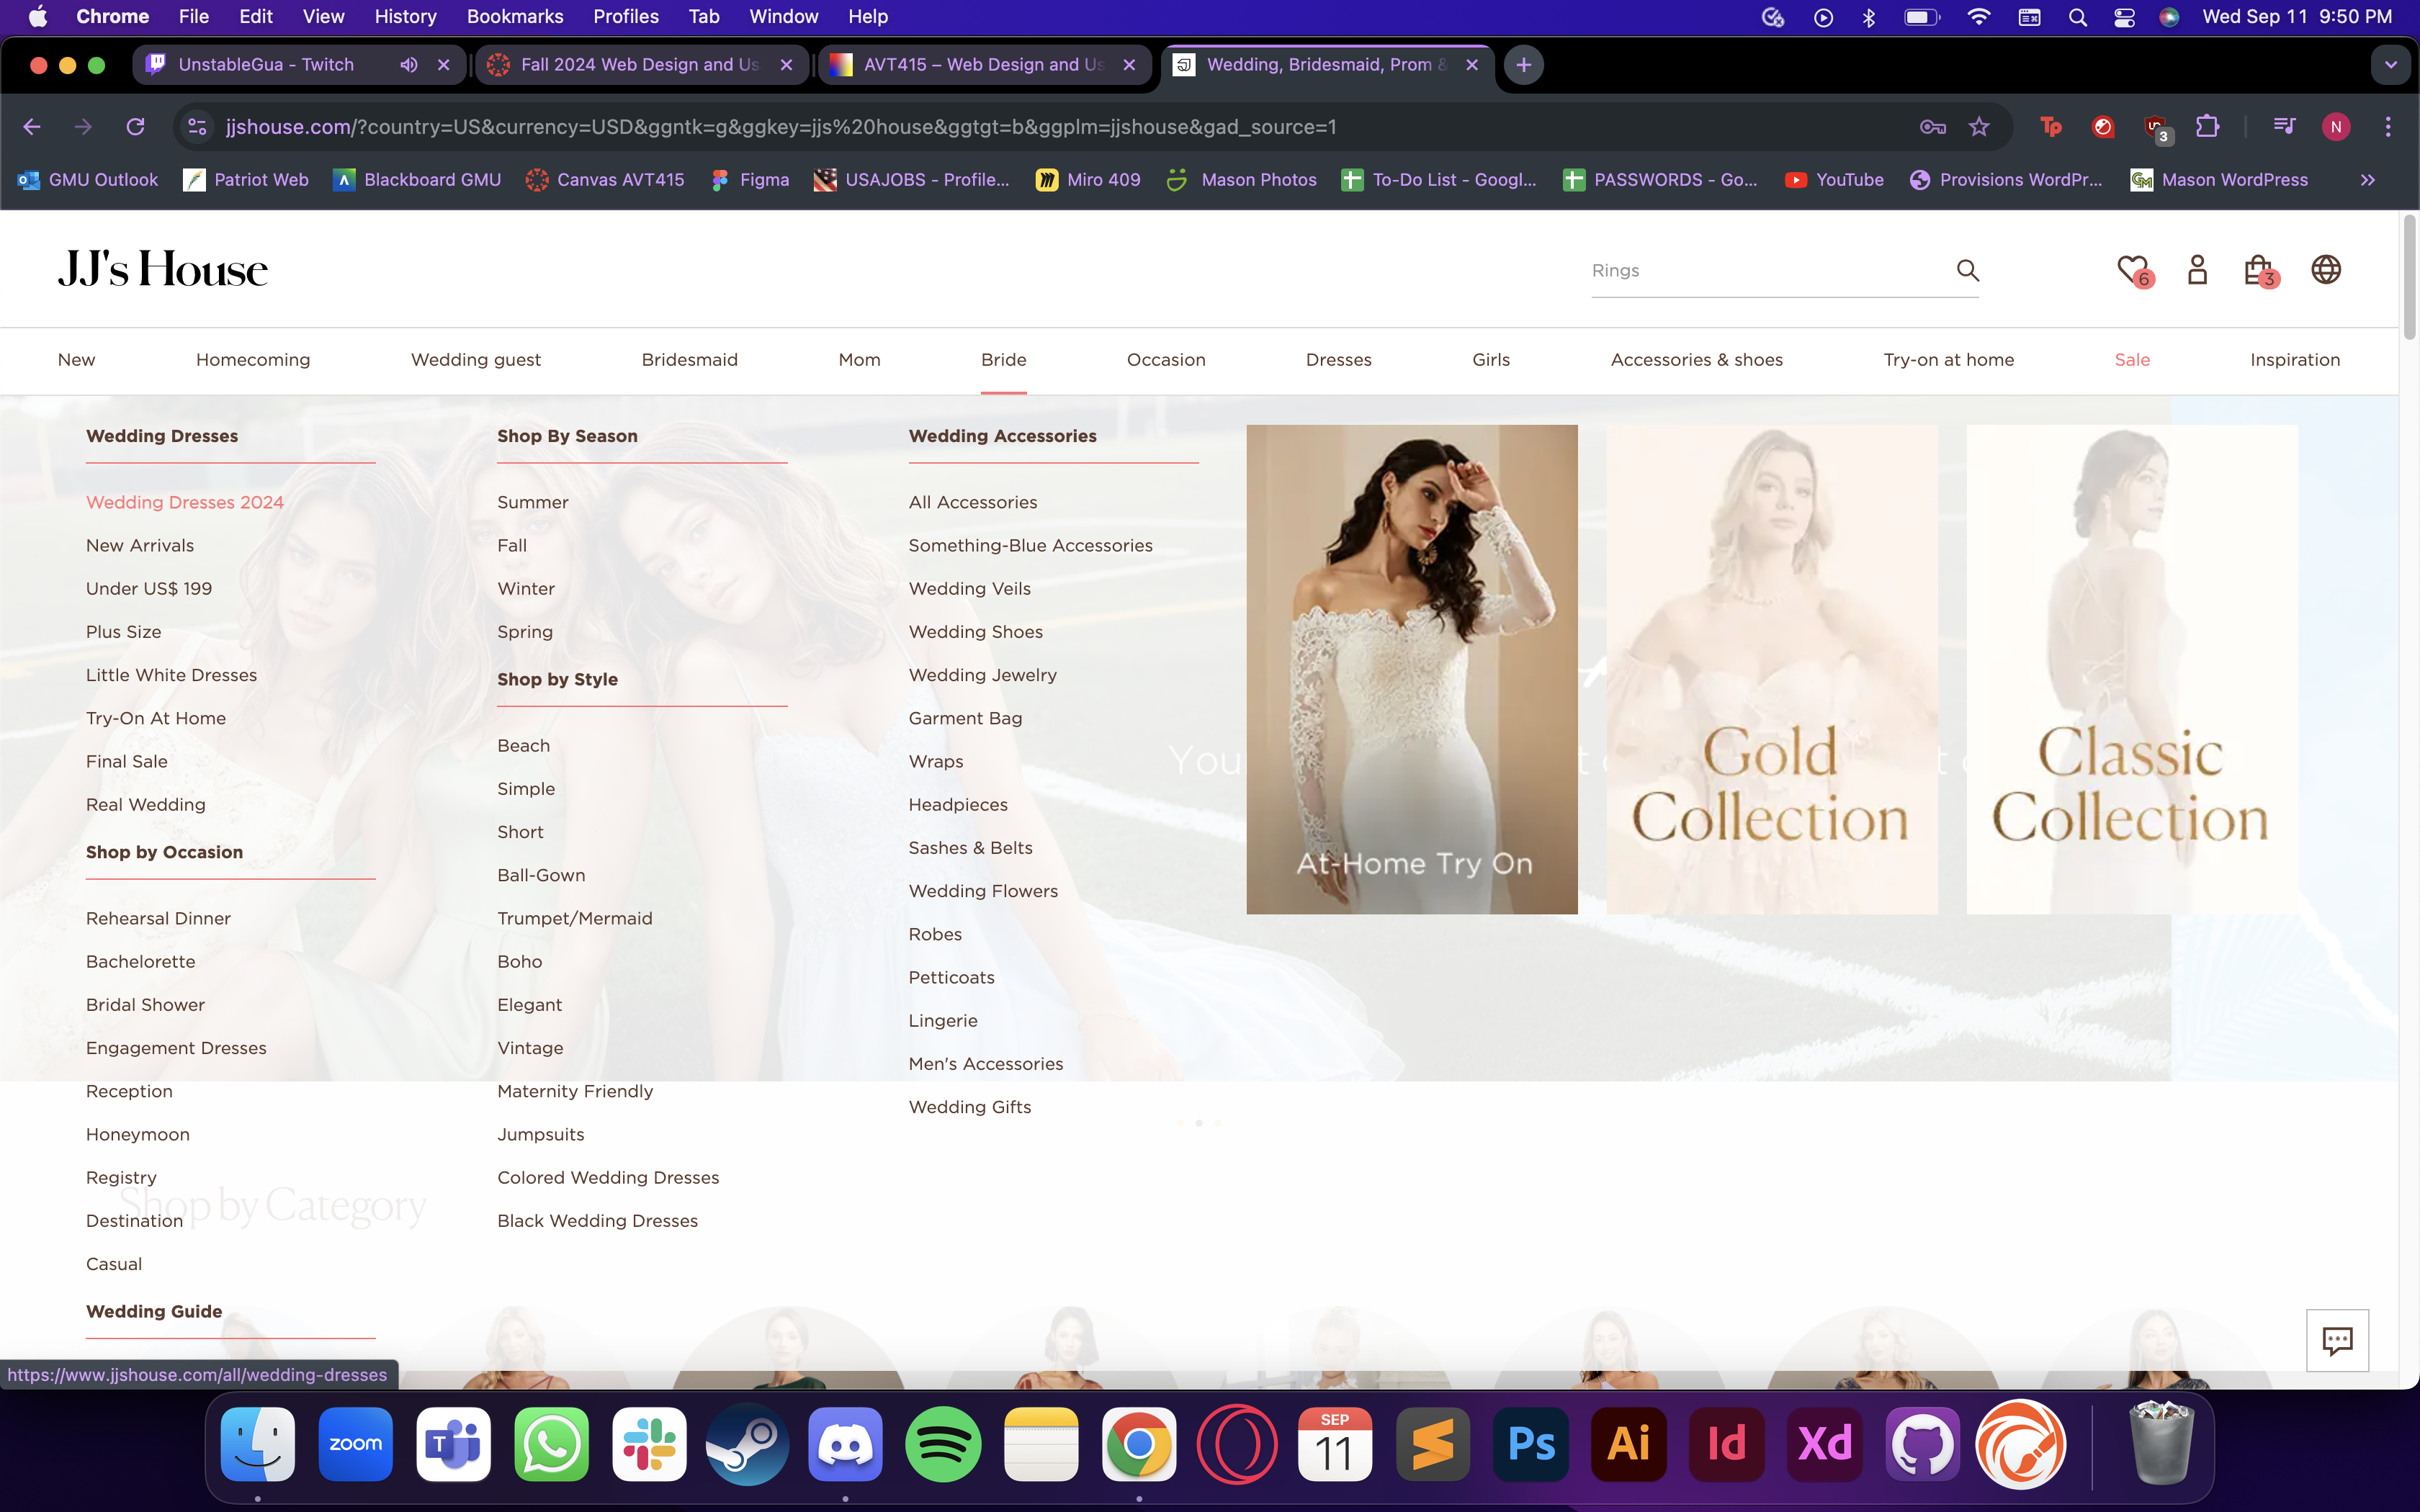 Chrome File Edit View History Bookmarks Profiles Tab Window Help Wed Sep 11 9:50 PM
UnstableGua - Twitch Fall 2024 Web Design and Us AVT415 – Web Design and Us Wedding, Bridesmaid, Prom &
jjshouse.com/?country=US&currency=USD&ggntk=g&ggkey=jjs%20house&ggtgt=b&ggplm=jjshouse&gad_source=1 Tp 3 N
GMU Outlook Patriot Web Blackboard GMU Canvas AVT415 Figma USAJOBS - Profile... Miro 409 Mason Photos To-Do List - Googl... PASSWORDS - Go... YouTube Provisions WordPr... Mason WordPress
JJ's House Rings 6 3
New Homecoming Wedding guest Bridesmaid Mom Bride Occasion Dresses Girls Accessories & shoes Try-on at home Sale Inspiration
Wedding Dresses
Wedding Dresses 2024
New Arrivals
Under US$ 199
Plus Size
Little White Dresses
Try-On At Home
Final Sale
Real Wedding
Shop by Occasion
Rehearsal Dinner
Bachelorette
Bridal Shower
Engagement Dresses
Reception
Honeymoon
Registry
Destination
Casual
Wedding Guide
Shop By Season
Summer
Fall
Winter
Spring
Shop by Style
Beach
Simple
Short
Ball-Gown
Trumpet/Mermaid
Boho
Elegant
Vintage
Maternity Friendly
Jumpsuits
Colored Wedding Dresses
Black Wedding Dresses
Wedding Accessories
All Accessories
Something-Blue Accessories
Wedding Veils
Wedding Shoes
Wedding Jewelry
Garment Bag
Wraps
Headpieces
Sashes & Belts
Wedding Flowers
Robes
Petticoats
Lingerie
Men's Accessories
Wedding Gifts
You
At-Home Try On
Gold
Collection
Classic
Collection
Shop by Category
https://www.jjshouse.com/all/wedding-dresses
zoom T SEP 11 Ps Ai Id Xd